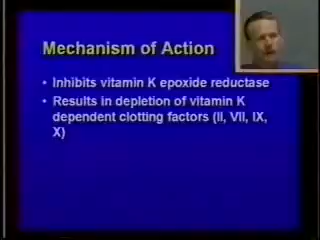 Mechanism of Action
• Inhibits vitamin K epoxide reductase
• Results in depletion of vitamin K
dependent clotting factors (II, VII, IX,
X)